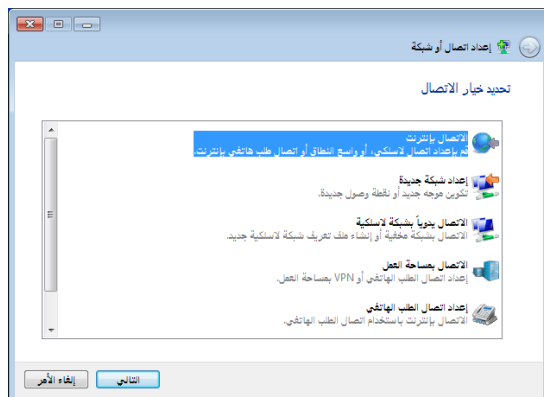 إعداد اتصال أو شبكة
تحديد خيار الاتصال
الاتصال بإنترنت
قم بإعداد اتصال لاسلكي، أو واسع النطاق أو اتصال طلب هاتفي بإنترنت.
إعداد شبكة جديدة
تكوين موجه جديد أو نقطة وصول جديدة.
الاتصال يدوياً بشبكة لاسلكية
الاتصال بشبكة مخفية أو إنشاء ملف تعريف شبكة لاسلكية جديد.
الاتصال بمساحة العمل
إعداد اتصال الطلب الهاتفي أو VPN بمساحة العمل.
إعداد اتصال الطلب الهاتفي
الاتصال بإنترنت باستخدام اتصال الطلب الهاتفي.
التالي
إلغاء الأمر